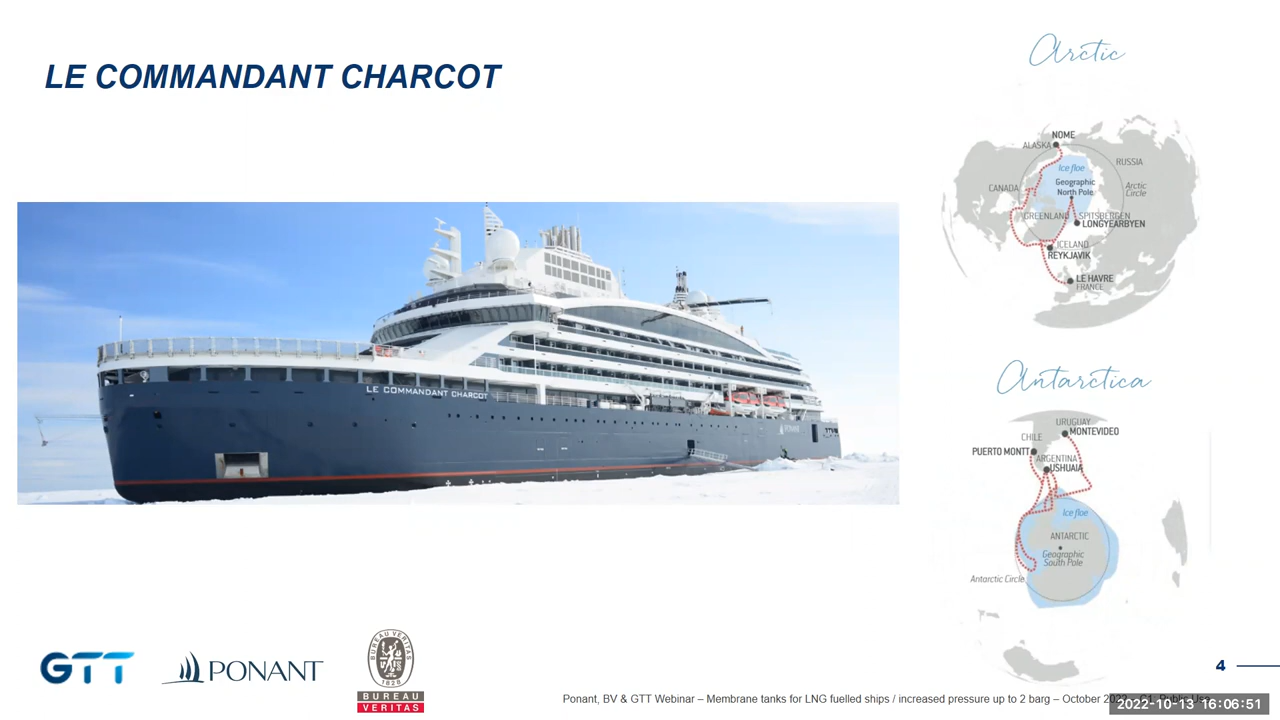 LE COMMANDANT CHARCOT
LE COMMANDANT CHARCOT
PONANT
Arctic
NOME
ALASKA
RUSSIA
Ice floe
Geographic
North Pole
CANADA
Arctic
Circle
GREENLAND
SPITSBERGEN
LONGYEARBYEN
ICELAND
REYKJAVIK
LE HAVRE
FRANCE
Antarctica
URUGUAY
MONTEVIDEO
CHILE
PUERTO MONTT
ARGENTINA
USHUAIA
Ice floe
ANTARCTIC
Geographic
South Pole
Antarctic Circle
GTT
PONANT
BUREAU VERITAS
1828
BUREAU
VERITAS
4
Ponant, BV & GTT Webinar – Membrane tanks for LNG fuelled ships / increased pressure up to 2 barg – October 2022 – C1: Public Use
2022-10-13 16:06:51